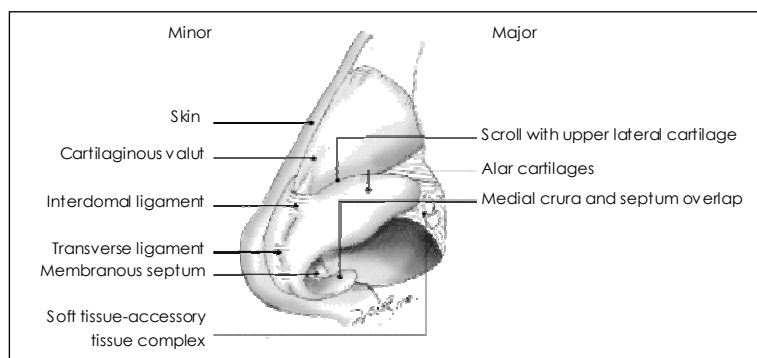 Minor
Major
Skin
Cartilaginous valut
Interdomal ligament
Transverse ligament
Membranous septum
Soft tissue-accessory
tissue complex
Scroll with upper lateral cartilage
Alar cartilages
Medial crura and septum overlap